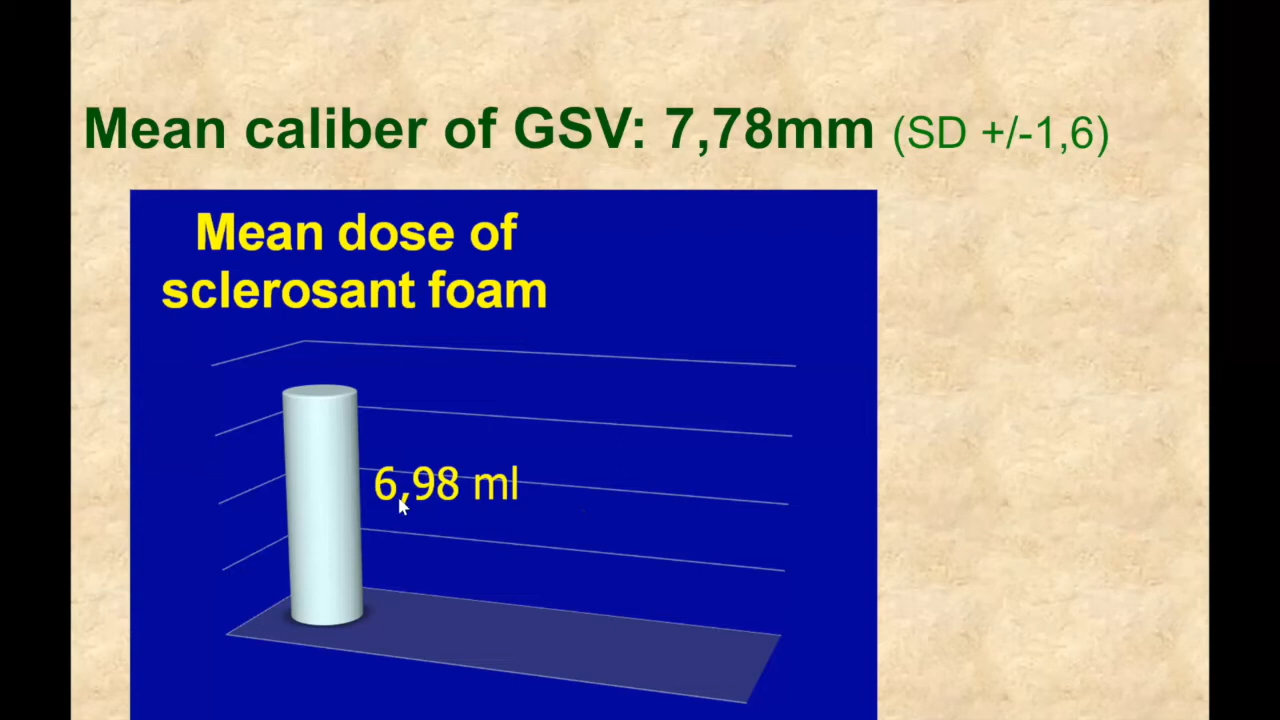 Mean caliber of GSV: 7,78mm (SD +/-1,6)
Mean dose of
sclerosant foam
6,98 ml